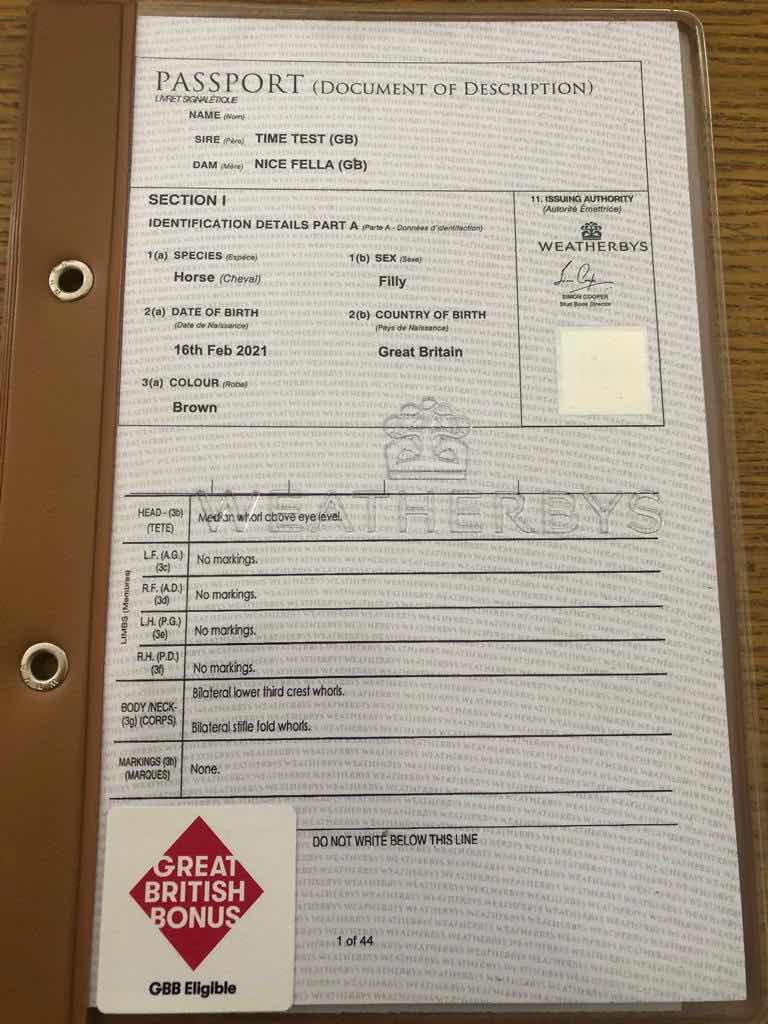 PASSPORT (DOCUMENT OF DESCRIPTION)
LIVRET SIGNALÉTIQUE
NAME (Nom)
SIRE (Père) TIME TEST (GB)
DAM (Mère) NICE FELLA (GB)
SECTION I
IDENTIFICATION DETAILS PART A (Parte A - Données d'identification)
1(a) SPECIES (Espèce) 1(b) SEX (Sexe)
Horse (Cheval) Filly
2(a) DATE OF BIRTH 2(b) COUNTRY OF BIRTH
(Date de Naissance) (Pays de Naissance)
16th Feb 2021 Great Britain
3(a) COLOUR (Robe)
Brown
11. ISSUING AUTHORITY
(Autorité Émettrice)
WEATHERBYS
SIMON COOPER
Stud Book Director
WEATHERBYS
HEAD - (3b) Median whorl above eye level.
(TETE)
LIMBS (Membres)
L.F. (A.G.) No markings.
(3c)
R.F. (A.D.) No markings.
(3d)
L.H. (P.G.) No markings.
(3e)
R.H. (P.D.) No markings.
(3f)
BODY/NECK- Bilateral lower third crest whorls.
(3g) (CORPS) Bilateral stifle fold whorls.
MARKINGS (3h) None.
(MARQUES)
DO NOT WRITE BELOW THIS LINE
GREAT
BRITISH
BONUS
GBB Eligible
1 of 44